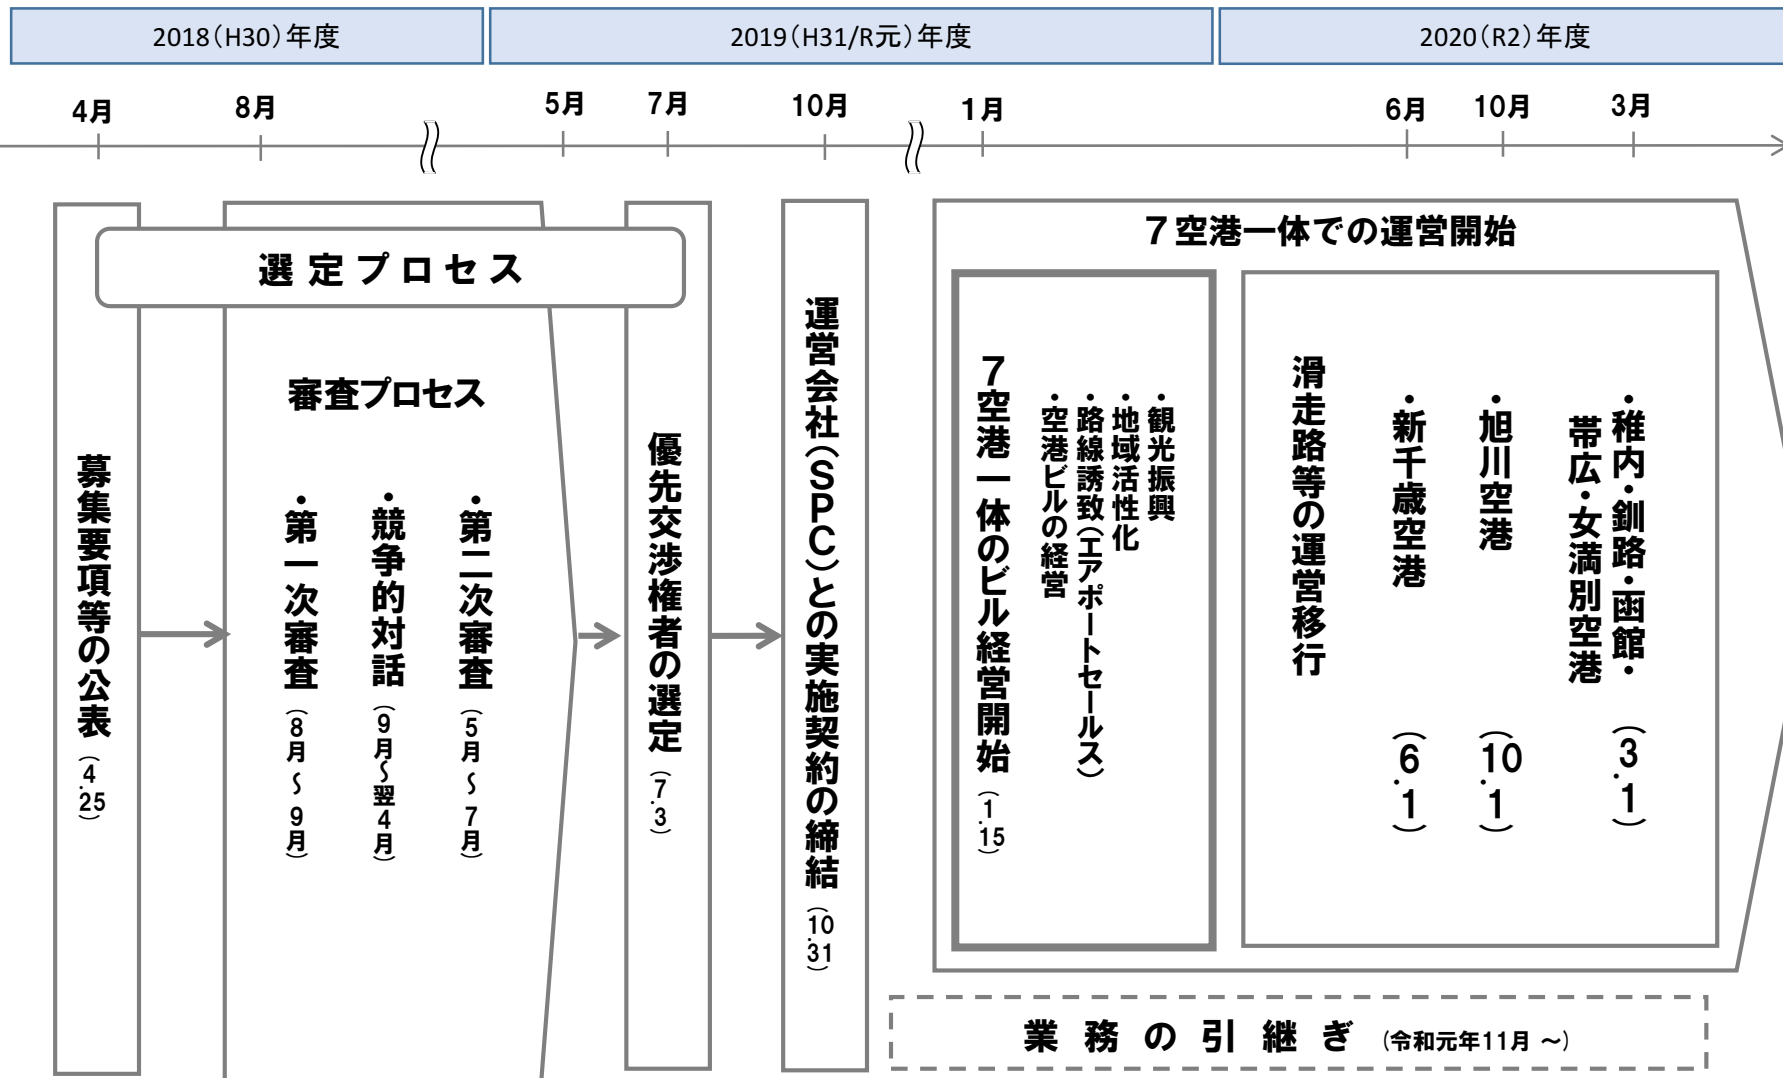 2018(H30)年度
2019(H31/R元)年度
2020(R2)年度
4月
8月
5月
7月
10月
1月
6月
10月
3月
選定プロセス
募集要項等の公表(4.25)
審査プロセス
・第一次審査(8月~9月)
・競争的対話(9月~翌4月)
・第二次審査(5月~7月)
優先交渉権者の選定(7.3)
運営会社(SPC)との実施契約の締結(10.31)
7空港一体での運営開始
7空港一体のビル経営開始(1.15)
・空港ビルの経営
・路線誘致(エアポートセールス)
・地域活性化
・観光振興
滑走路等の運営移行
・新千歳空港(6.1)
・旭川空港(10.1)
・稚内・釧路・函館・
帯広・女満別空港
(3.1)
業務の引継ぎ(令和元年11月 ~)